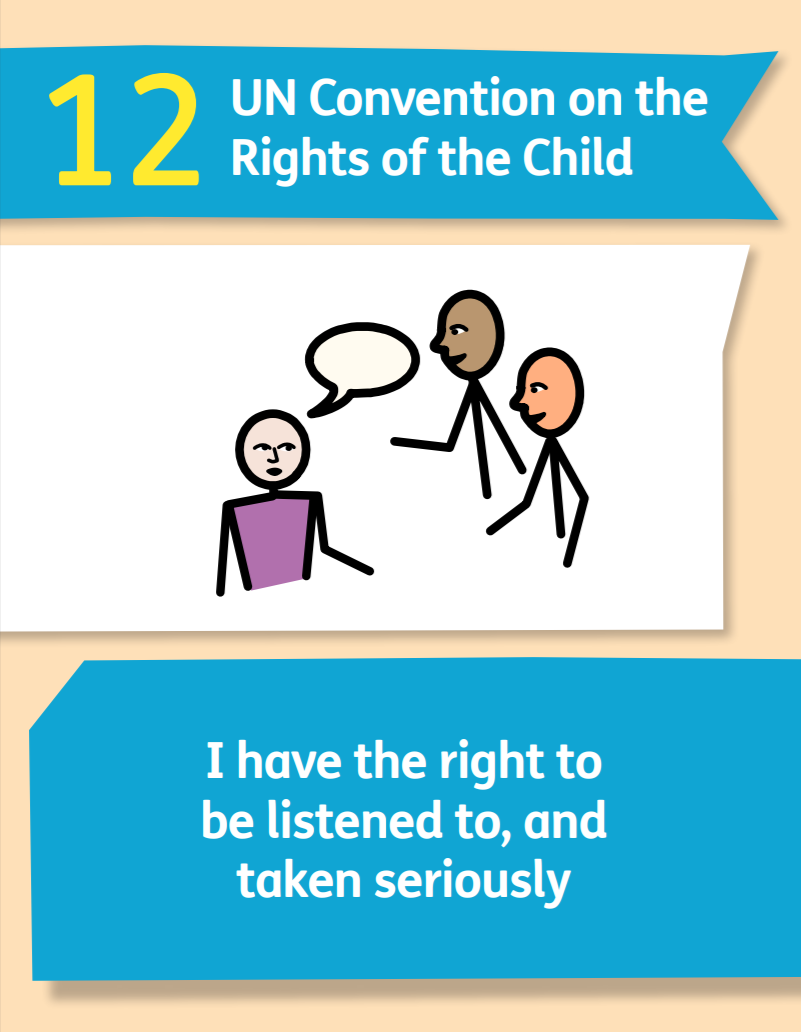 12
UN Convention on the
Rights of the Child
I have the right to
be listened to, and
taken seriously